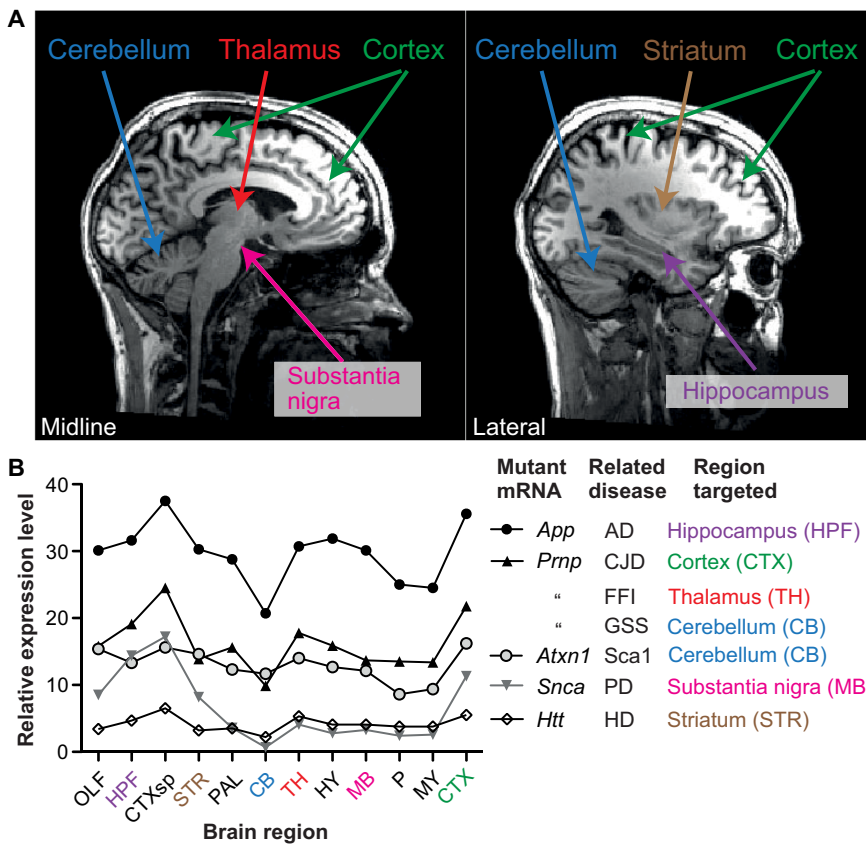 A
Cerebellum Thalamus Cortex
Cerebellum Striatum Cortex
Substantia
nigra
Hippocampus
Midline
Lateral
B
Relative expression level
40
30
20
10
0
OLF
HPF
CTXsp
STR
PAL
CB
TH
HY
MB
P
MY
CTX
Brain region
Mutant Related Region
mRNA disease targeted
App AD Hippocampus (HPF)
Prnp CJD Cortex (CTX)
“ FFI Thalamus (TH)
“ GSS Cerebellum (CB)
Atxn1 Sca1 Cerebellum (CB)
Snca PD Substantia nigra (MB
Htt HD Striatum (STR)